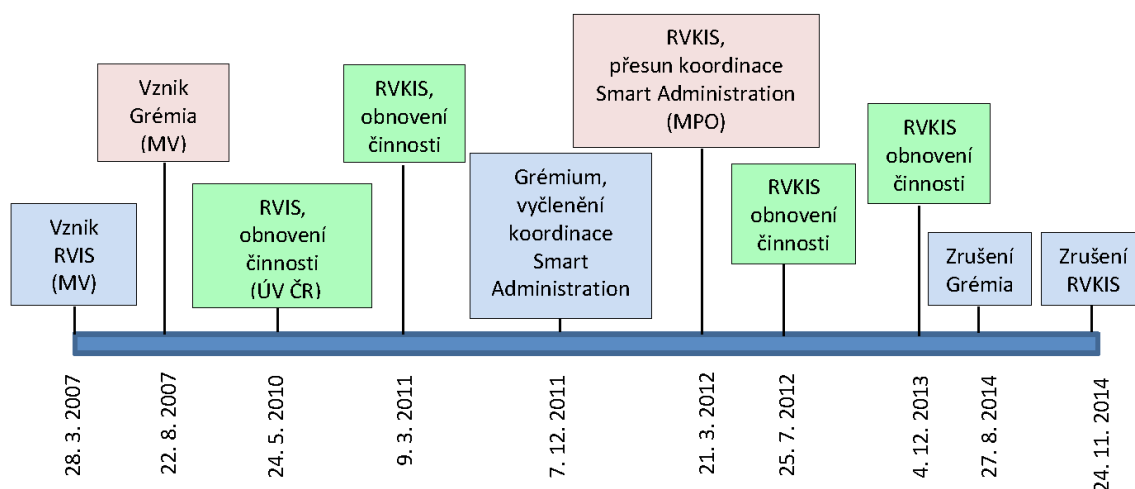 Vznik
RVIS
(MV)
Vznik
Grémia
(MV)
RVIS,
obnovení
činnosti
(ÚV ČR)
RVKIS,
obnovení
činnosti
Grémium,
vyčlenění
koordinace
Smart
Administration
RVKIS,
přesun koordinace
Smart Administration
(MPO)
RVKIS
obnovení
činnosti
RVKIS
obnovení
činnosti
Zrušení
Grémia
Zrušení
RVKIS
28. 3. 2007
22. 8. 2007
24. 5. 2010
9. 3. 2011
7. 12. 2011
21. 3. 2012
25. 7. 2012
4. 12. 2013
27. 8. 2014
24. 11. 2014